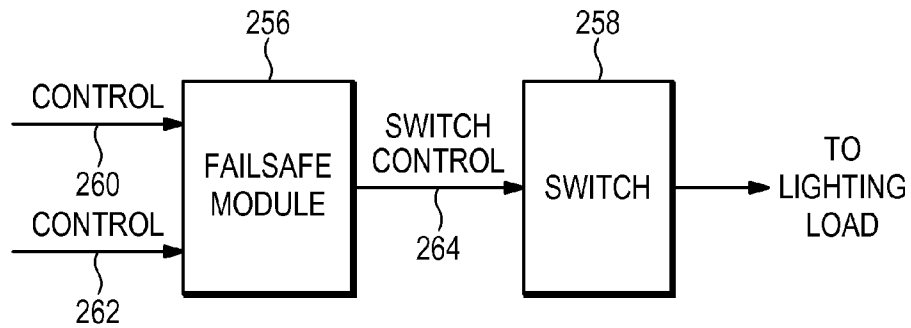 256
258
CONTROL
260
FAILSAFE
MODULE
SWITCH
CONTROL
264
SWITCH
TO
LIGHTING
LOAD
CONTROL
262